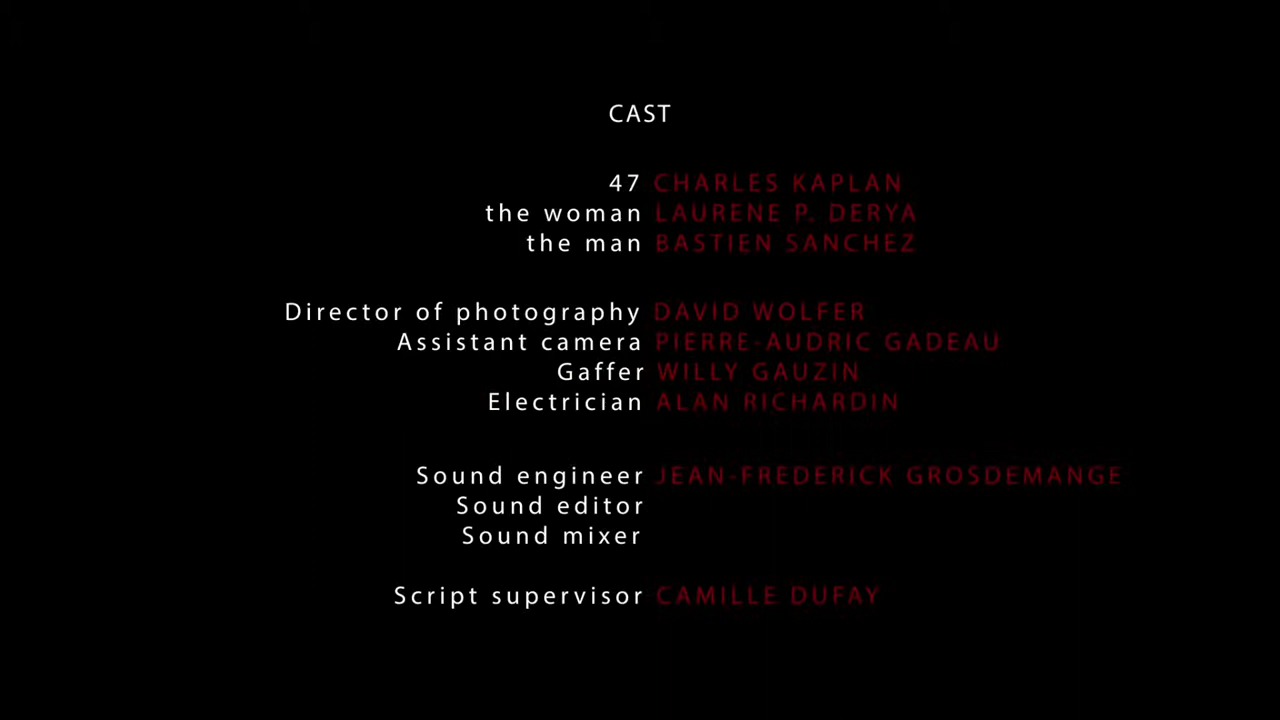 CAST
47 CHARLES KAPLAN
the woman LAURENE P. DERYA
the man BASTIEN SANCHEZ
Director of photography DAVID WOLFER
Assistant camera PIERRE-AUDRIC GADEAU
Gaffer WILLY GAUZIN
Electrician ALAN RICHARDIN
Sound engineer JEAN-FREDERICK GROSDEMANGE
Sound editor
Sound mixer
Script supervisor CAMILLE DUFAY